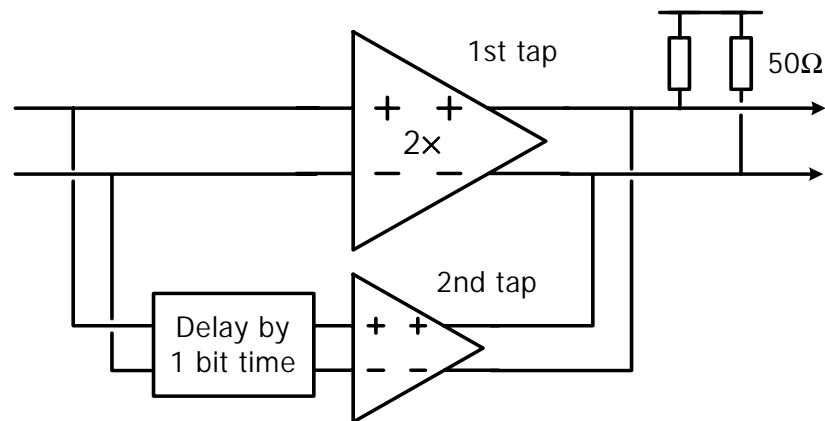 1st tap
50Ω
+ +
2×
− −
2nd tap
Delay by
1 bit time
+ +
− −